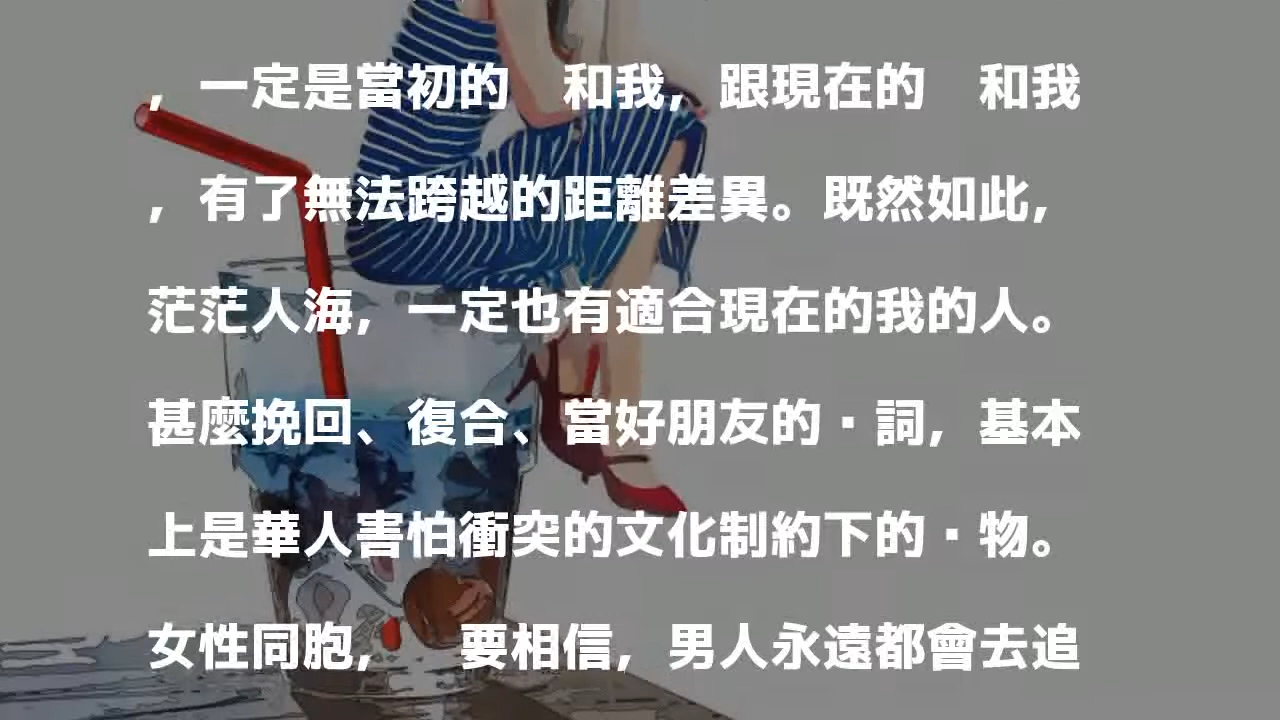 ，一定是當初的　和我，跟現在的　和我
，有了無法跨越的距離差異。既然如此，
茫茫人海，一定也有適合現在的我的人。
甚麼挽回、復合、當好朋友的·詞，基本
上是華人害怕衝突的文化制約下的·物。
女性同胞，　要相信，男人永遠都會去追